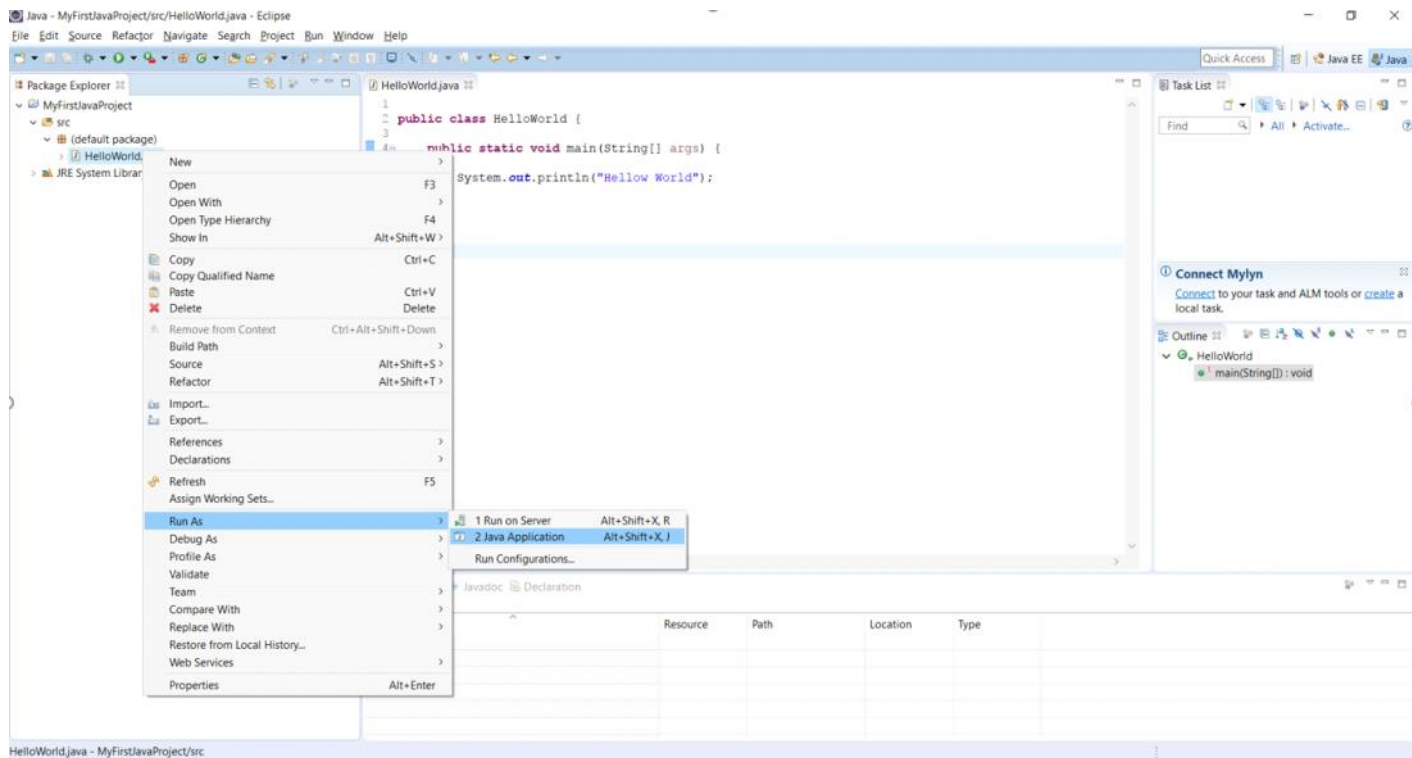 Java - MyFirstJavaProject/src/HelloWorld.java - Eclipse
File Edit Source Refactor Navigate Search Project Run Window Help
Quick Access Java EE Java
Package Explorer
MyFirstJavaProject
src
(default package)
HelloWorld.
JRE System Librar
New
Open F3
Open With
Open Type Hierarchy F4
Show In Alt+Shift+W
Copy Ctrl+C
Copy Qualified Name
Paste Ctrl+V
Delete Delete
Remove from Context Ctrl+Alt+Shift+Down
Build Path
Source Alt+Shift+S
Refactor Alt+Shift+T
Import...
Export...
References
Declarations
Refresh F5
Assign Working Sets...
Run As
Debug As
Profile As
Validate
Team
Compare With
Replace With
Restore from Local History...
Web Services
Properties Alt+Enter
1 Run on Server Alt+Shift+X, R
2 Java Application Alt+Shift+X, J
Run Configurations...
HelloWorld.java
1
2 public class HelloWorld {
3
4 public static void main(String[] args) {
System.out.println("Hellow World");
Javadoc Declaration
Resource Path Location Type
Task List
Find All Activate...
Connect Mylyn
Connect to your task and ALM tools or create a
local task.
Outline
HelloWorld
main(String[]) : void
HelloWorld.java - MyFirstJavaProject/src